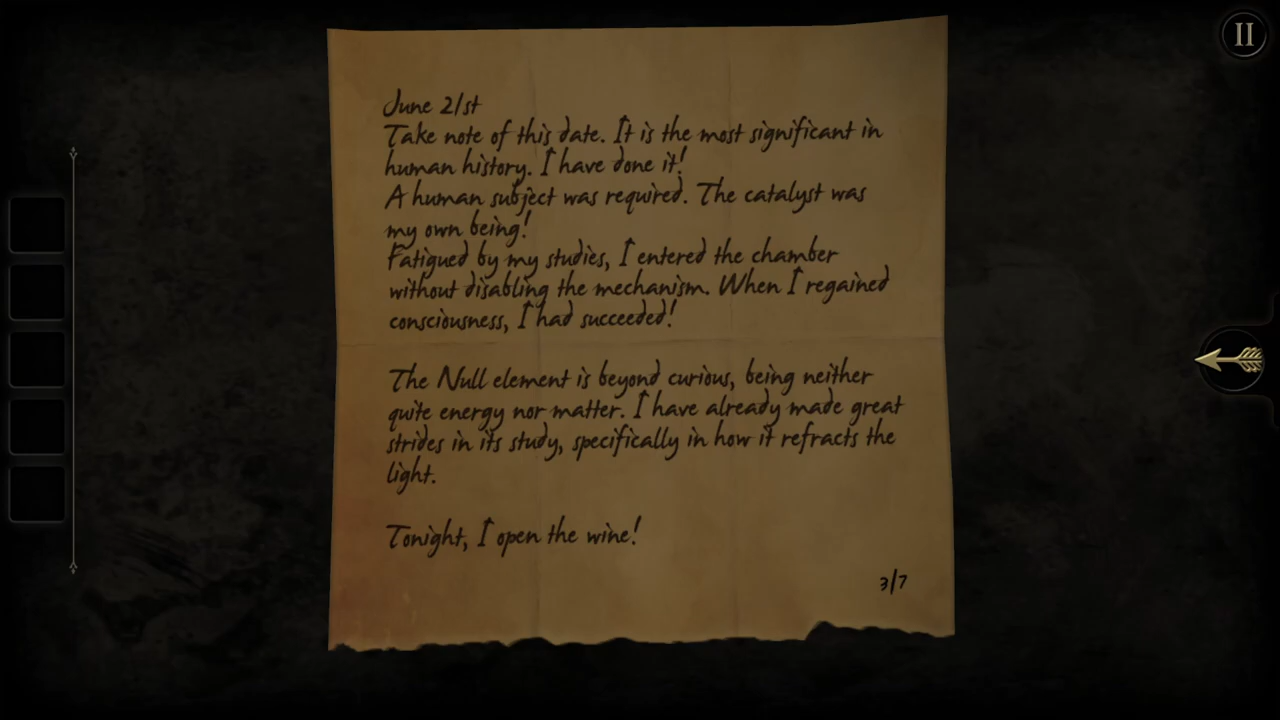 June 21st
Take note of this date. It is the most significant in
human history. I have done it!
A human subject was required. The catalyst was
my own being!
Fatigued by my studies, I entered the chamber
without disabling the mechanism. When I regained
consciousness, I had succeeded!
The Null element is beyond curious, being neither
quite energy nor matter. I have already made great
strides in its study, specifically in how it refracts the
light.
Tonight, I open the wine!
3/7
II